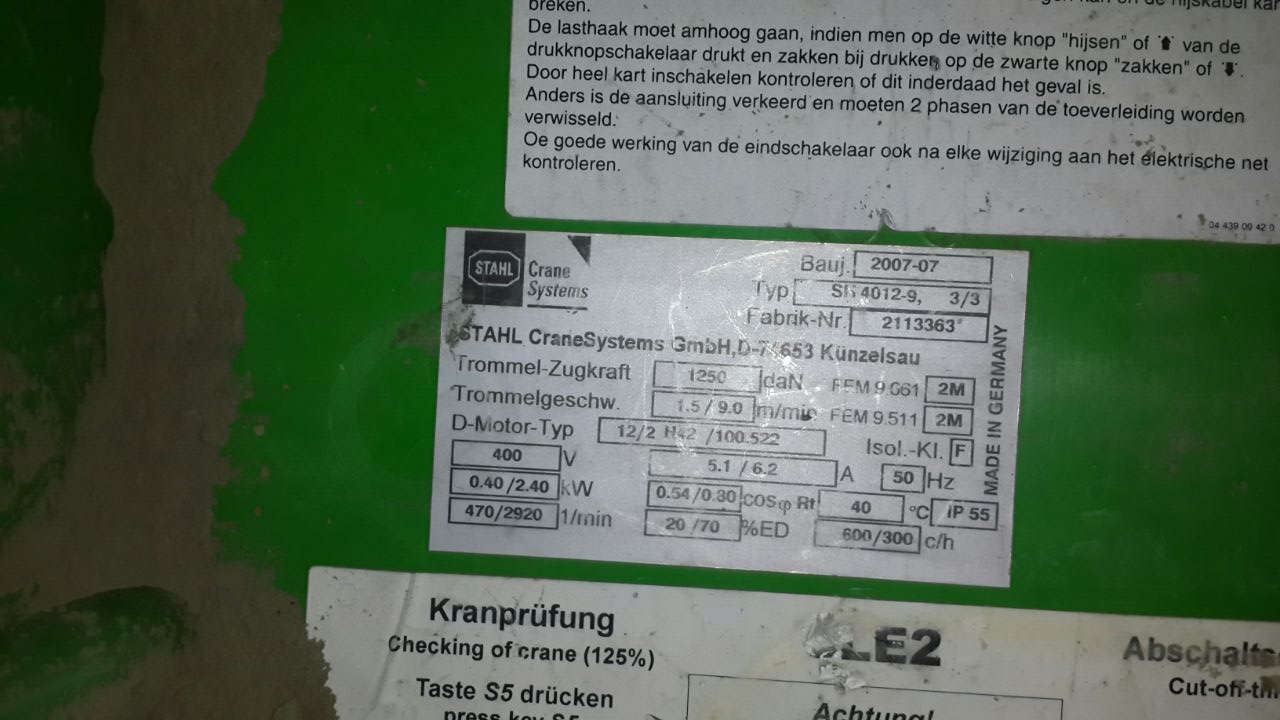 breken.
De lasthaak moet amhoog gaan, indien men op de witte knop "hijsen" of ⬆ van de
drukknopschakelaar drukt en zakken bij drukken op de zwarte knop "zakken" of ⬇.
Door heel kart inschakelen kontroleren of dit inderdaad het geval is.
Anders is de aansluiting verkeerd en moeten 2 phasen van de toeverleiding worden
verwisseld.
Oe goede werking van de eindschakelaar ook na elke wijziging aan het elektrische net
kontroleren.
04 439 00 42 0
STAHL Crane Systems
Bauj. 2007-07
Typ 4012-9, 3/3
Fabrik-Nr. 2113363
STAHL CraneSystems GmbH, Künzelsau
Trommel-Zugkraft 1250 daN FEM 9.661 2M
Trommelgeschw. 1.5 / 9.0 m/min FEM 9.511 2M
D-Motor-Typ 12/2 H42 /100.522 Isol.-Kl. F
400 V 5.1 / 6.2 A 50 Hz
0.40 /2.40 kW 0.54/0.80 cos φ Rt 40 °C IP 55
470/2920 1/min 20 /70 %ED 600/300 c/h
MADE IN GERMANY
Kranprüfung
Checking of crane (125%)
Taste S5 drücken
press key S5
LE2
Achtung!
Cut-off